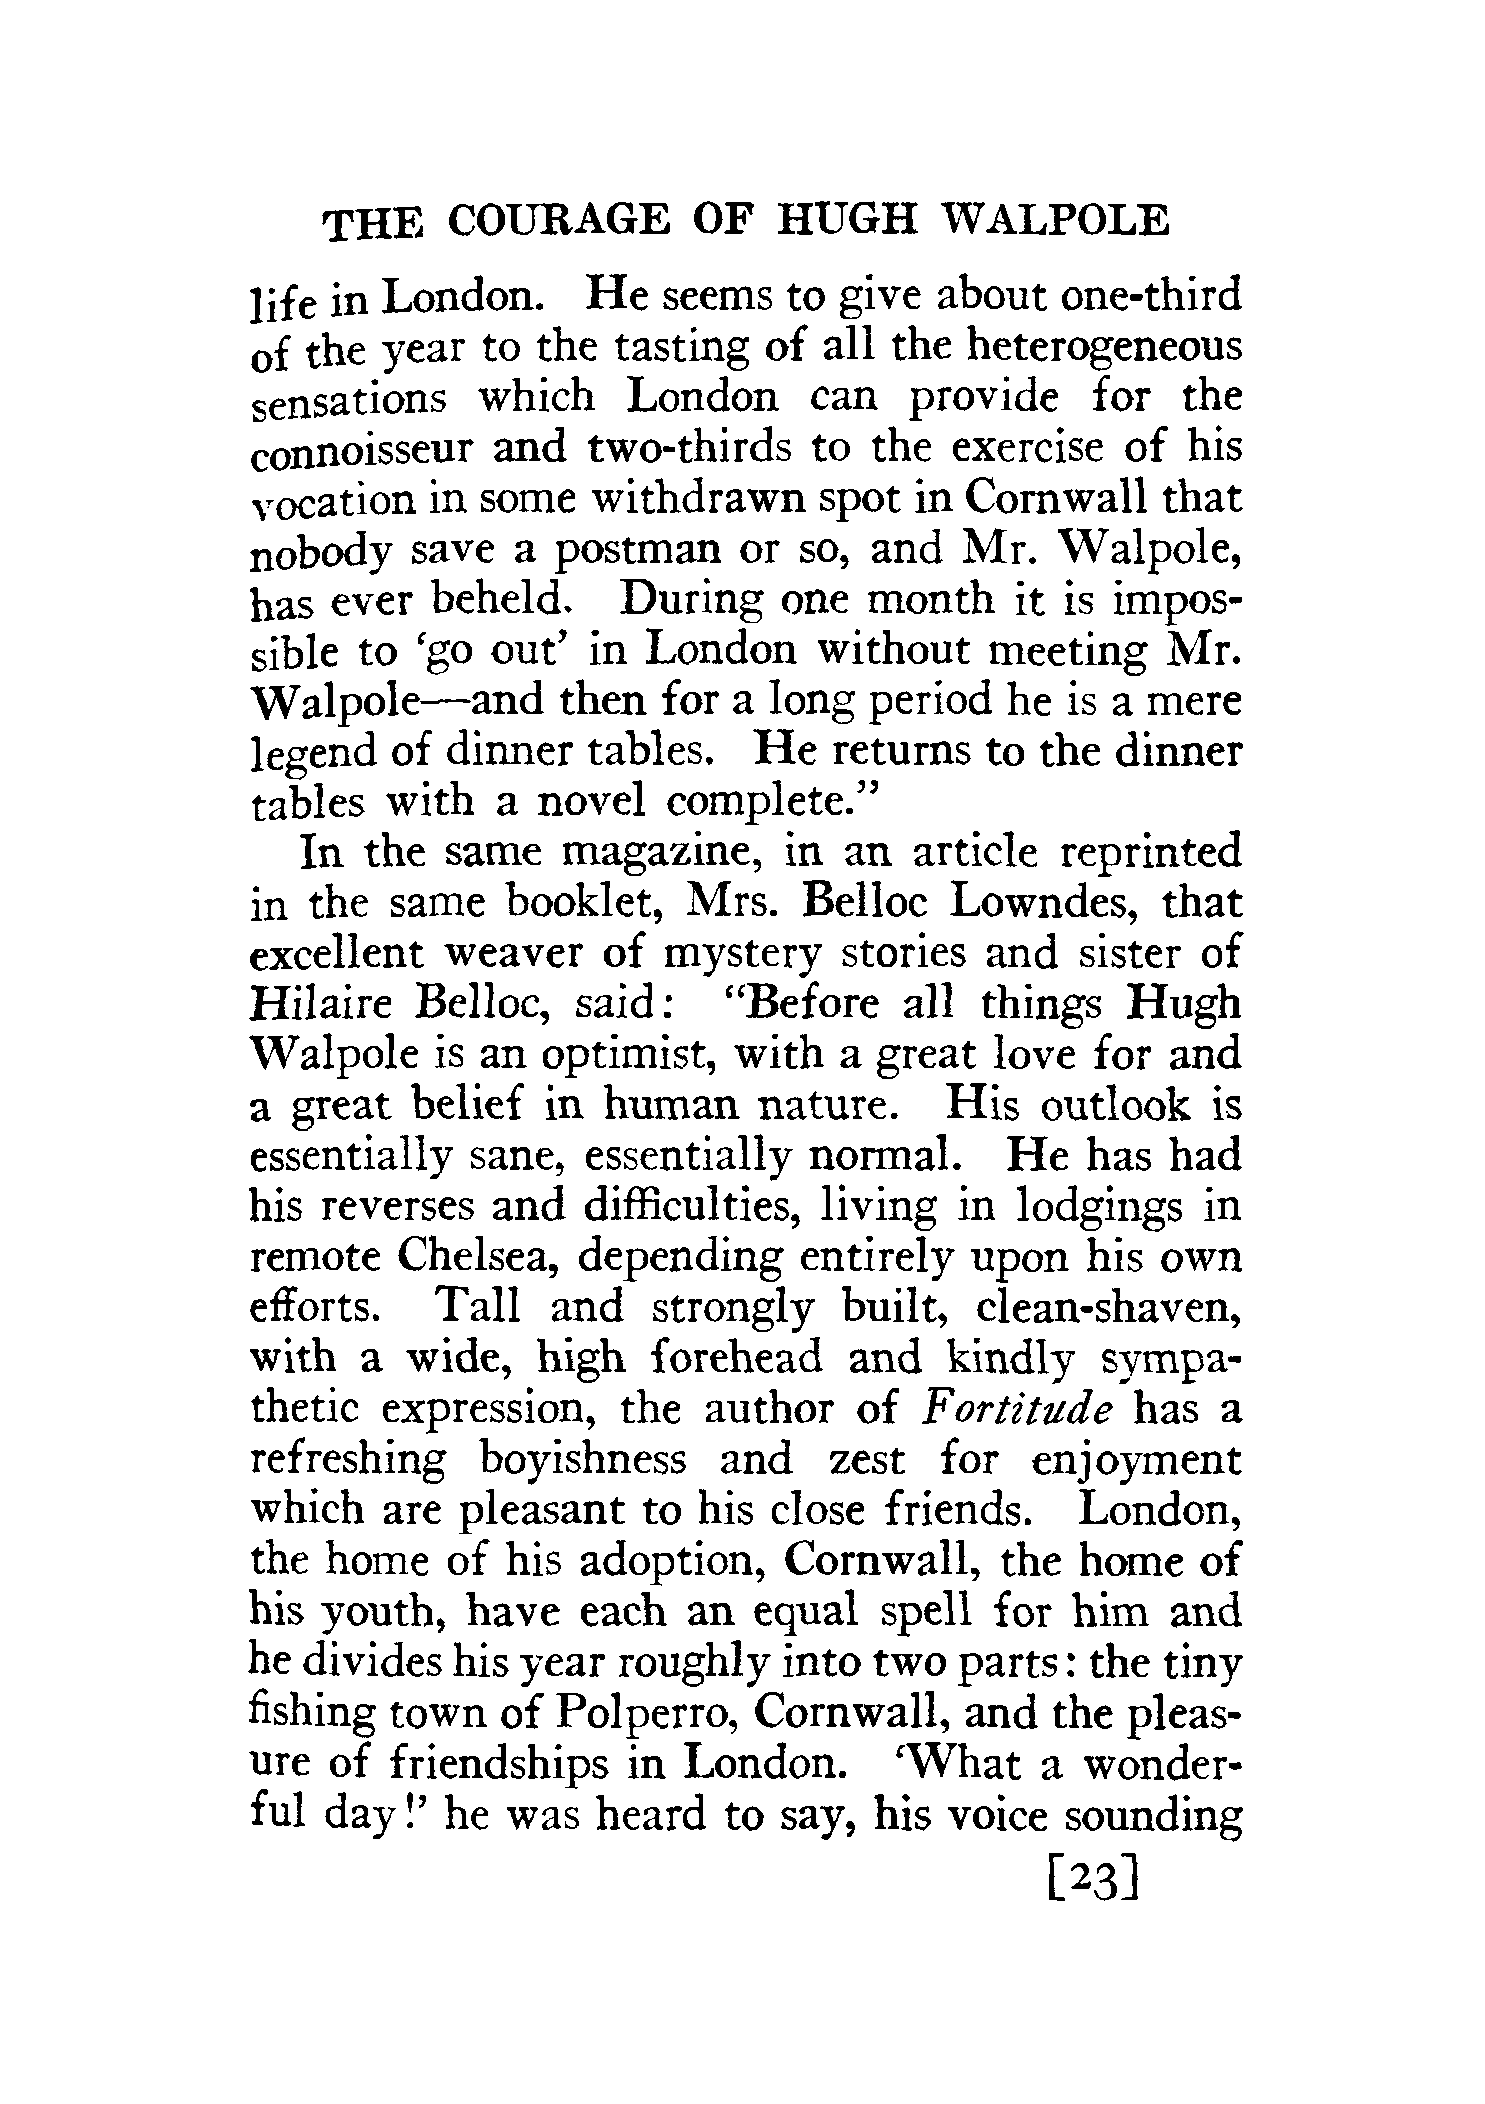 THE COURAGE OF HUGH WALPOLE
life in London. He seems to give about one-third
of the year to the tasting of all the heterogeneous
sensations which London can provide for the
connoisseur and two-thirds to the exercise of his
vocation in some withdrawn spot in Cornwall that
nobody save a postman or so, and Mr. Walpole,
has ever beheld. During one month it is impos-
sible to ‘go out’ in London without meeting Mr.
Walpole—and then for a long period he is a mere
legend of dinner tables. He returns to the dinner
tables with a novel complete.”
In the same magazine, in an article reprinted
in the same booklet, Mrs. Belloc Lowndes, that
excellent weaver of mystery stories and sister of
Hilaire Belloc, said: “Before all things Hugh
Walpole is an optimist, with a great love for and
a great belief in human nature. His outlook is
essentially sane, essentially normal. He has had
his reverses and difficulties, living in lodgings in
remote Chelsea, depending entirely upon his own
efforts. Tall and strongly built, clean-shaven,
with a wide, high forehead and kindly sympa-
thetic expression, the author of Fortitude has a
refreshing boyishness and zest for enjoyment
which are pleasant to his close friends. London,
the home of his adoption, Cornwall, the home of
his youth, have each an equal spell for him and
he divides his year roughly into two parts: the tiny
fishing town of Polperro, Cornwall, and the pleas-
ure of friendships in London. ‘What a wonder-
ful day!’ he was heard to say, his voice sounding
[23]